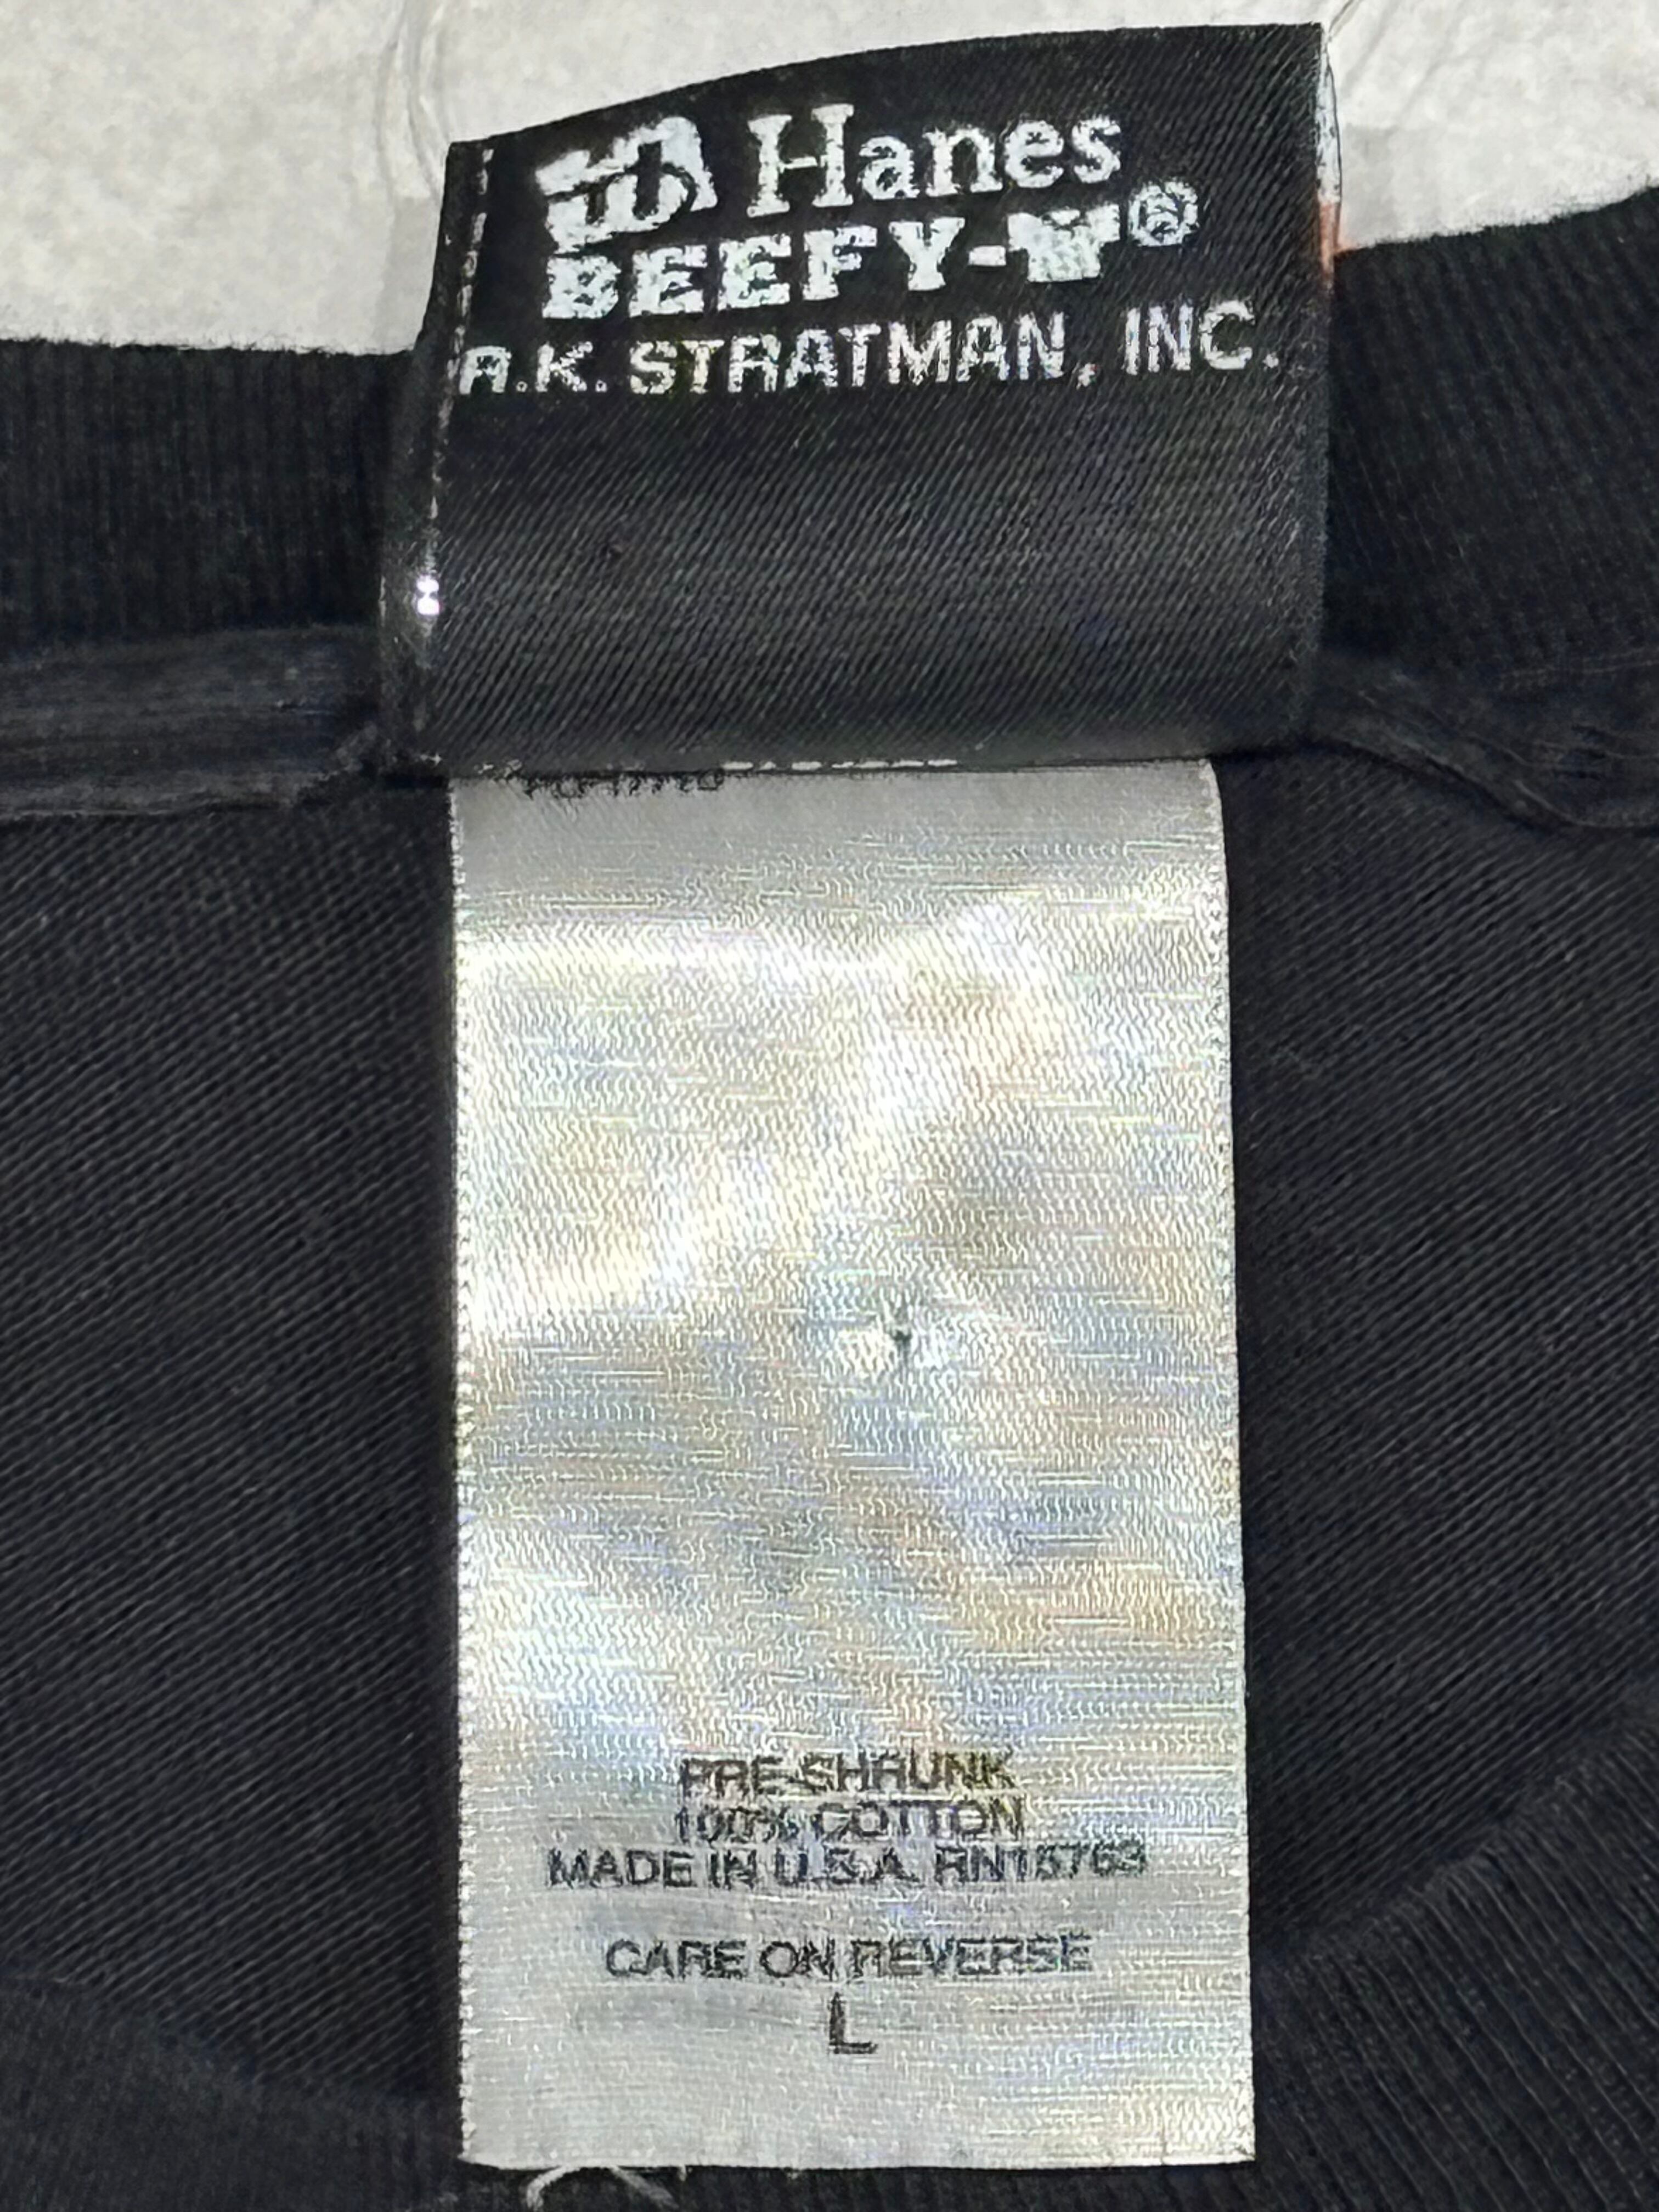 Hanes
BEEFY-T®
R.K. STRATMAN, INC.
PRE-SHRUNK
100% COTTON
MADE IN U.S.A. RN15763
CARE ON REVERSE
L